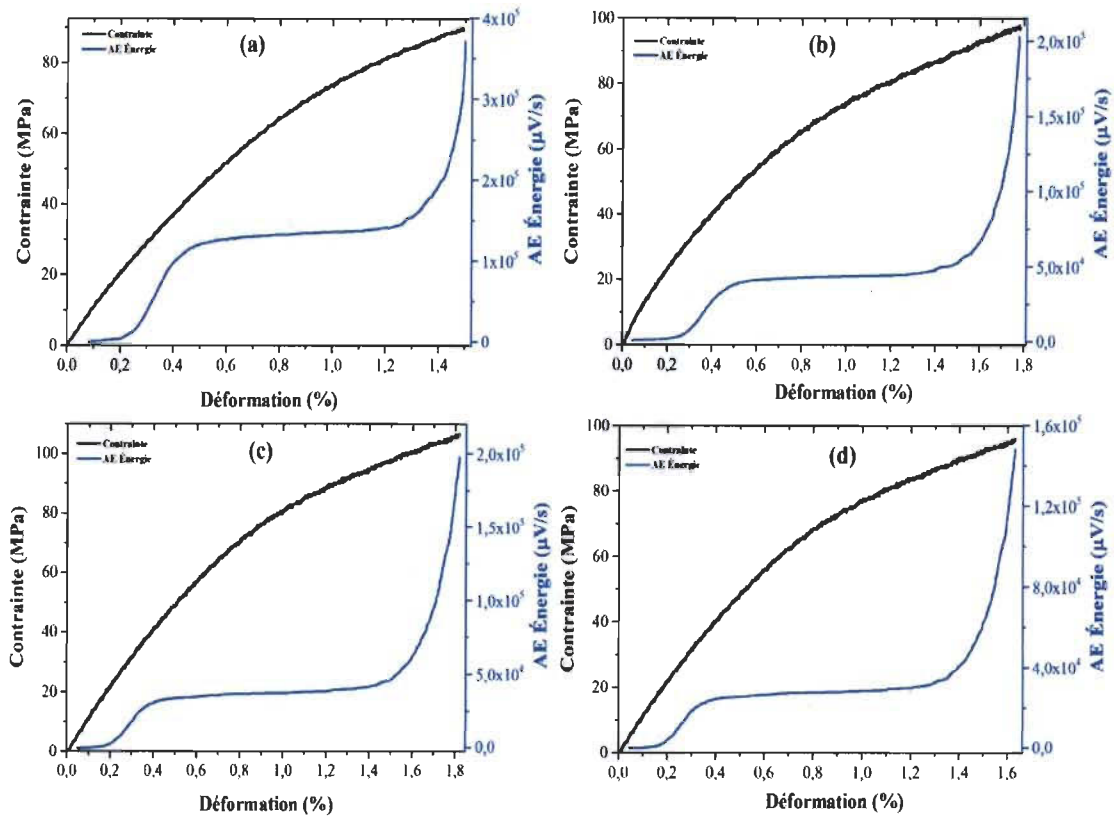 (a)
Contrainte
AE Énergie
Contrainte (MPa)
80
60
40
20
0
0,0 0,2 0,4 0,6 0,8 1,0 1,2 1,4
Déformation (%)
4x10⁵
3x10⁵
2x10⁵
1x10⁵
0
AE Énergie (µV/s)
(b)
Contrainte
AE Énergie
Contrainte (MPa)
100
80
60
40
20
0
0,0 0,2 0,4 0,6 0,8 1,0 1,2 1,4 1,6 1,8
Déformation (%)
2,0x10⁵
1,5x10⁵
1,0x10⁵
5,0x10⁴
0,0
AE Énergie (µV/s)
(c)
Contrainte
AE Énergie
Contrainte (MPa)
100
80
60
40
20
0
0,0 0,2 0,4 0,6 0,8 1,0 1,2 1,4 1,6 1,8
Déformation (%)
2,0x10⁵
1,5x10⁵
1,0x10⁵
5,0x10⁴
0,0
AE Énergie (µV/s)
(d)
Contrainte
AE Énergie
Contrainte (MPa)
100
80
60
40
20
0
0,0 0,2 0,4 0,6 0,8 1,0 1,2 1,4 1,6
Déformation (%)
1,6x10⁵
1,2x10⁵
8,0x10⁴
4,0x10⁴
0,0
AE Énergie (µV/s)